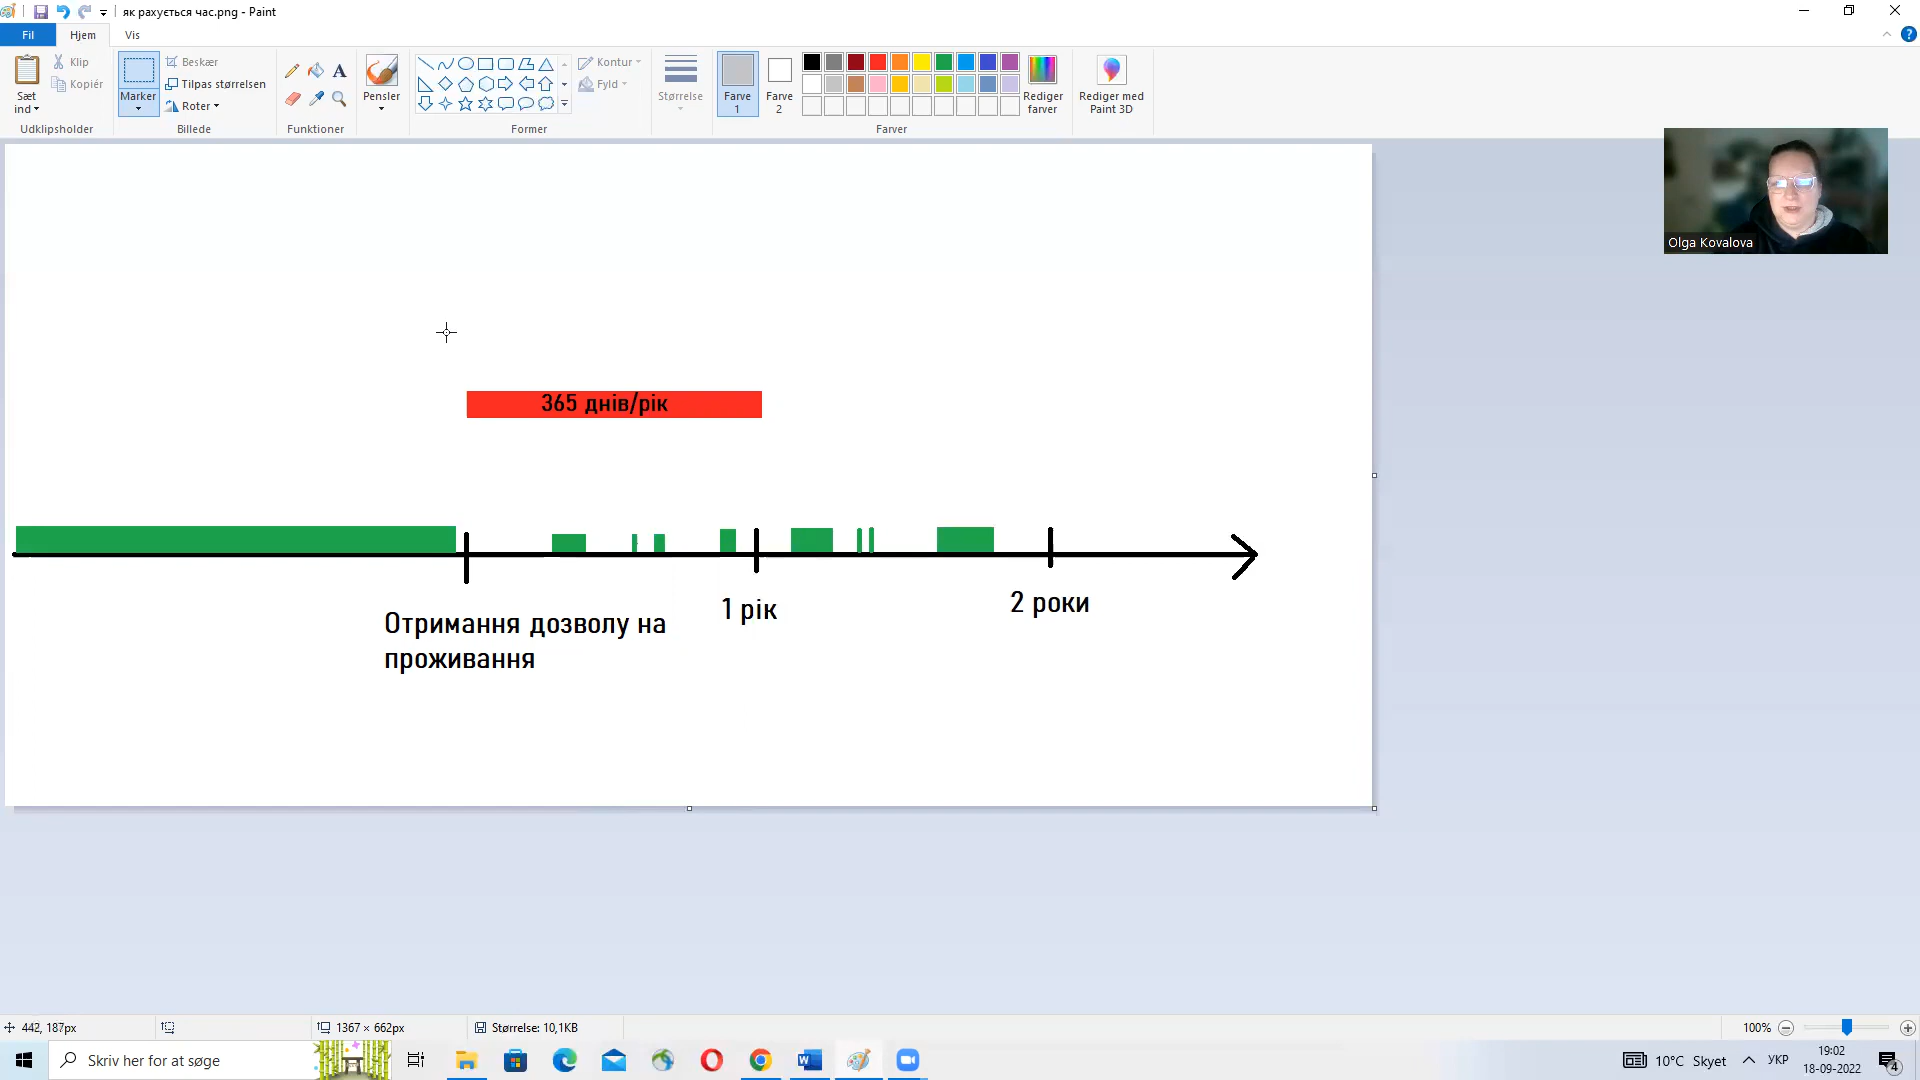 як рахується час.png - Paint
Fil
Hjem
Vis
Sæt
ind
Klip
Kopiér
Udklipsholder
Marker
Beskær
Tilpas størrelsen
Roter
Billede
A
Funktioner
Pensler
Kontur
Fyld
Former
Størrelse
Farve
1
Farve
2
Rediger
farver
Farver
Rediger med
Paint 3D
Olga Kovalova
365 днів/рік
Отримання дозволу на
проживання
1 рік
2 роки
442, 187px
1367 × 662px
Størrelse: 10,1KB
100%
Skriv her for at søge
10°C Skyet
УКР
19:02
18-09-2022
4